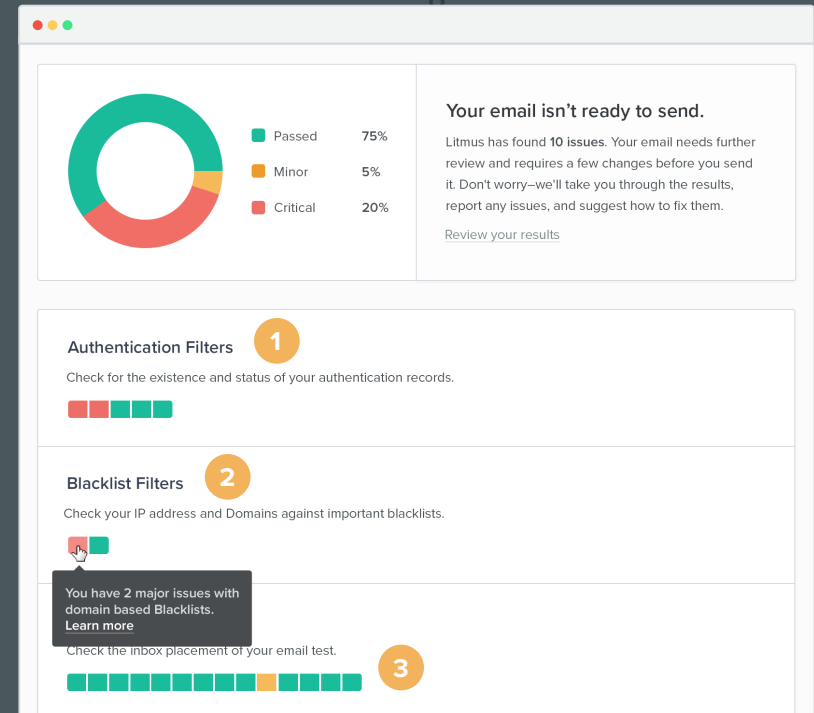 Passed 75%
Minor 5%
Critical 20%
Your email isn’t ready to send.
Litmus has found 10 issues. Your email needs further
review and requires a few changes before you send
it. Don't worry–we'll take you through the results,
report any issues, and suggest how to fix them.
Review your results
Authentication Filters
1
Check for the existence and status of your authentication records.
Blacklist Filters
2
Check your IP address and Domains against important blacklists.
You have 2 major issues with
domain based Blacklists.
Learn more
Check the inbox placement of your email test.
3